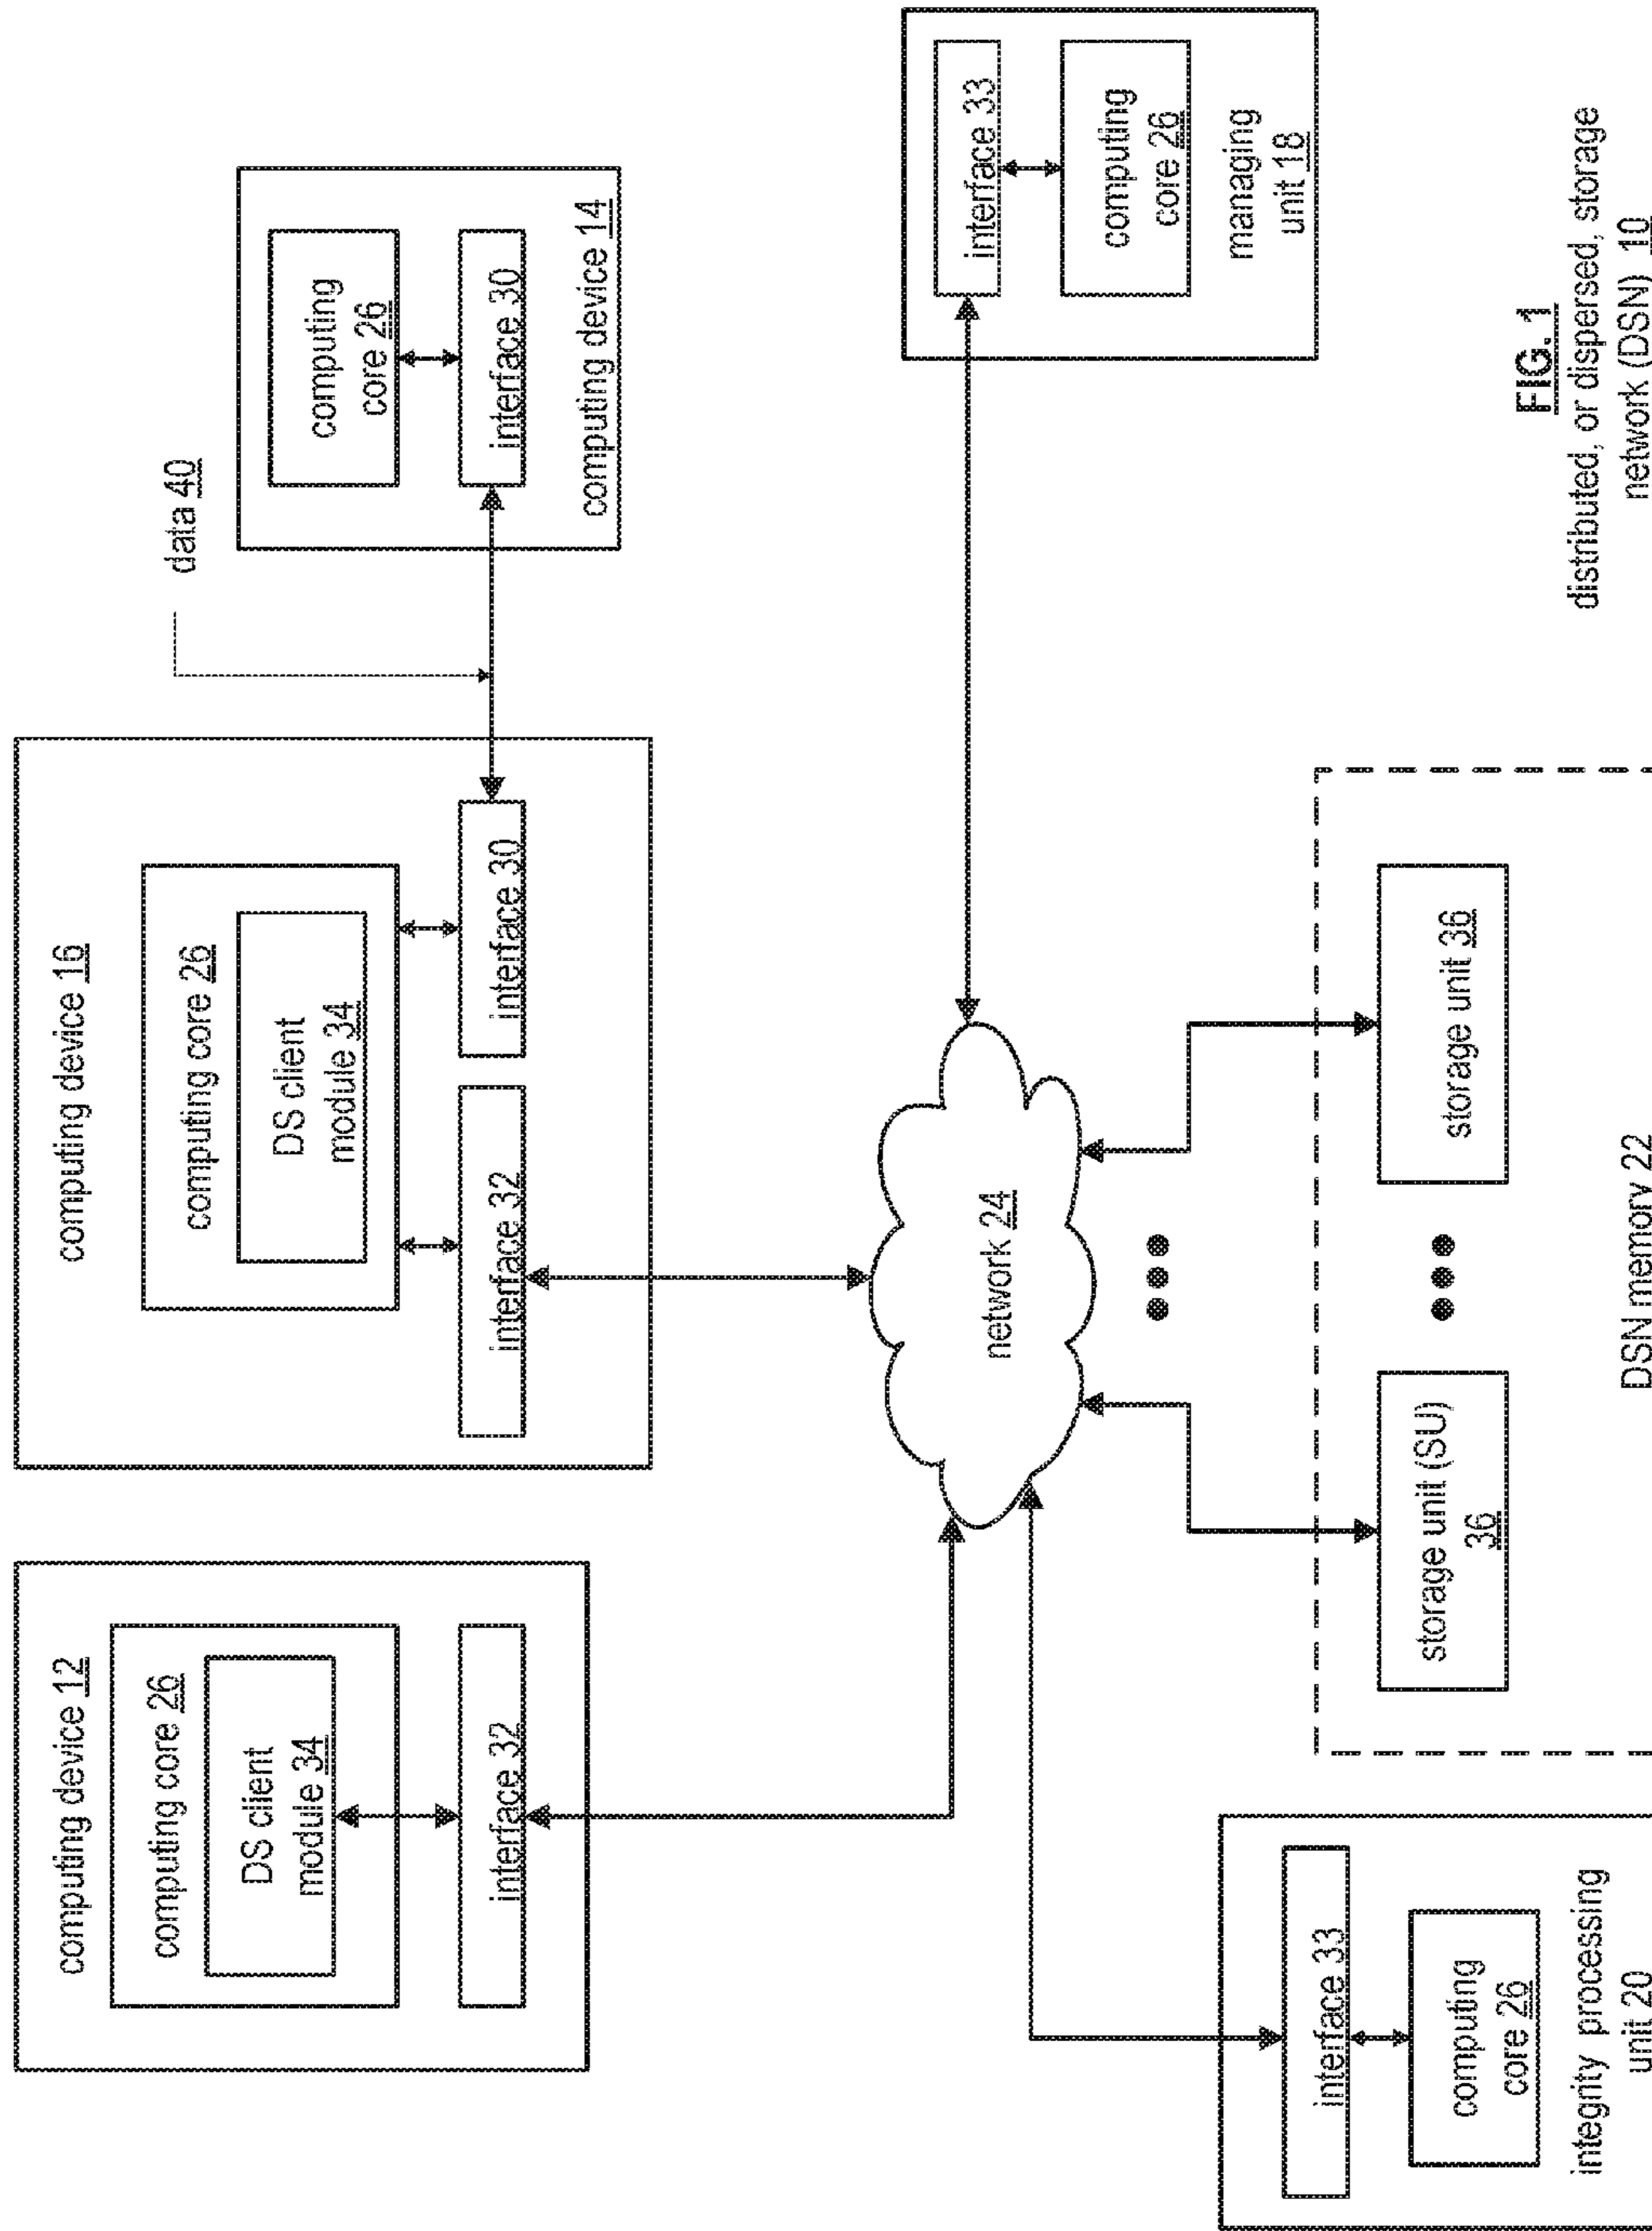 computing device 12
computing core 26
DS client
module 34
interface 32
computing device 16
computing core 26
DS client
module 34
interface 32
interface 30
data 40
computing
core 26
interface 30
computing device 14
network 24
interface 33
computing
core 26
managing
unit 18
interface 33
computing
core 26
integrity processing
unit 20
storage unit (SU)
36
storage unit 36
DSN memory 22
FIG. 1
distributed, or dispersed, storage
network (DSN) 10